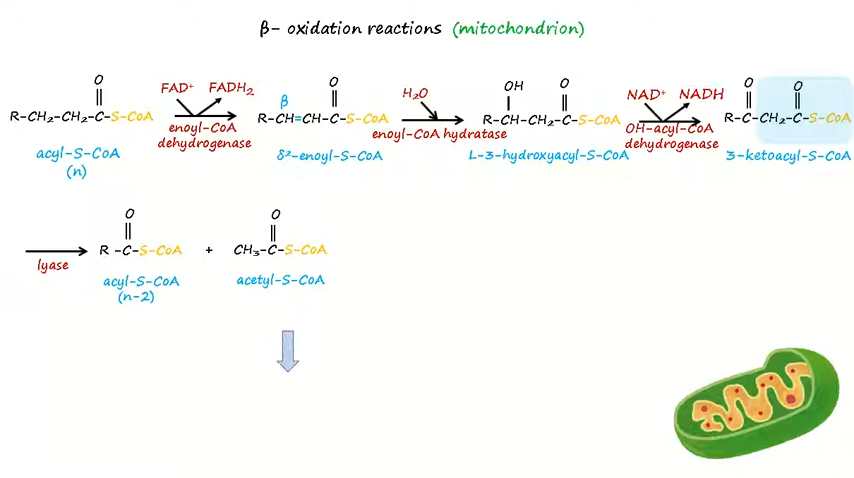 β- oxidation reactions (mitochondrion)
O
R-CH₂-CH₂-C-S-CoA
acyl-S-CoA
(n)
FAD⁺ FADH₂
enoyl-CoA
dehydrogenase
O
β
R-CH=CH-C-S-CoA
δ²-enoyl-S-CoA
H₂O
enoyl-CoA hydratase
OH O
R-CH-CH₂-C-S-CoA
L-3-hydroxyacyl-S-CoA
NAD⁺ NADH
OH-acyl-CoA
dehydrogenase
O O
R-C-CH₂-C-S-CoA
3-ketoacyl-S-CoA
lyase
O
R -C-S-CoA
acyl-S-CoA
(n-2)
+
O
CH₃-C-S-CoA
acetyl-S-CoA